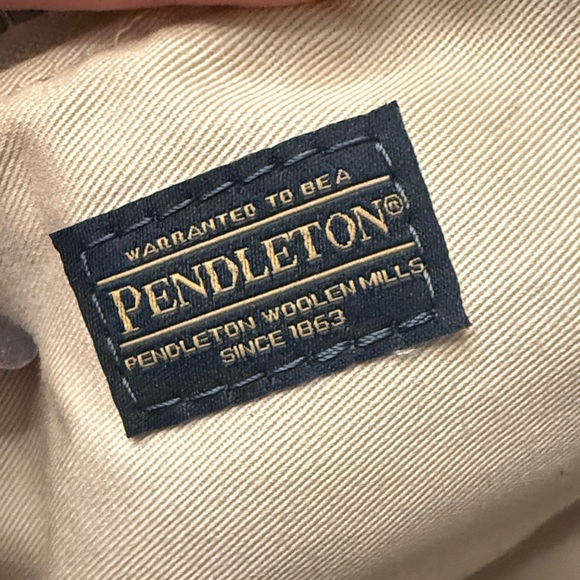 WARRANTED TO BE A
PENDLETON®
PENDLETON WOOLEN MILLS
SINCE 1863